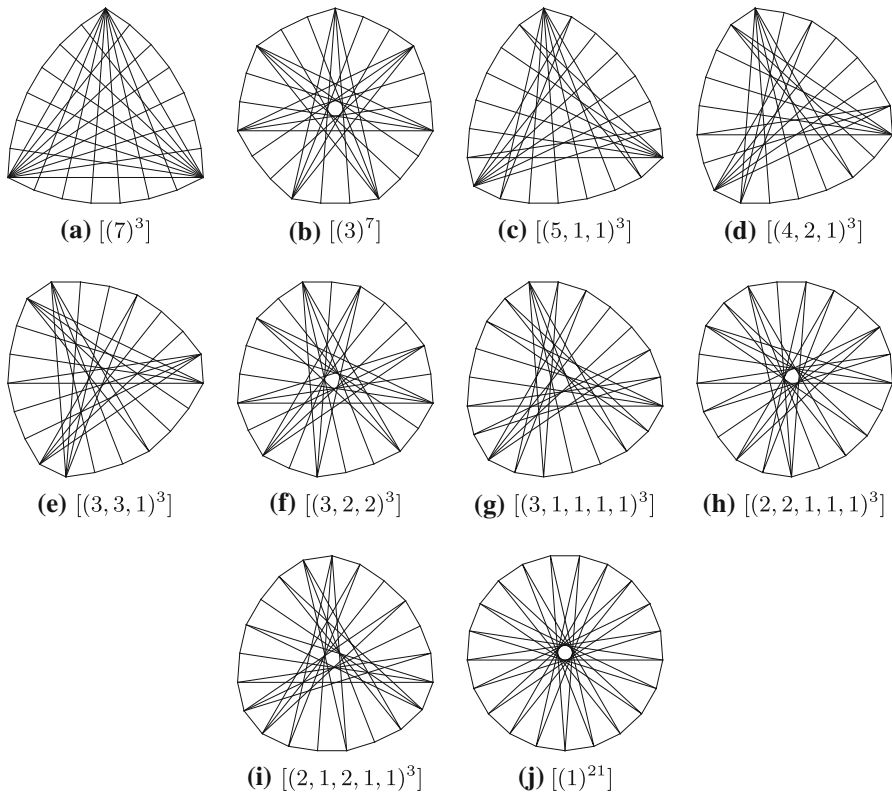 (a) [(7)^3] (b) [(3)^7] (c) [(5, 1, 1)^3] (d) [(4, 2, 1)^3]
(e) [(3, 3, 1)^3] (f) [(3, 2, 2)^3] (g) [(3, 1, 1, 1, 1)^3] (h) [(2, 2, 1, 1, 1)^3]
(i) [(2, 1, 2, 1, 1)^3] (j) [(1)^{21}]